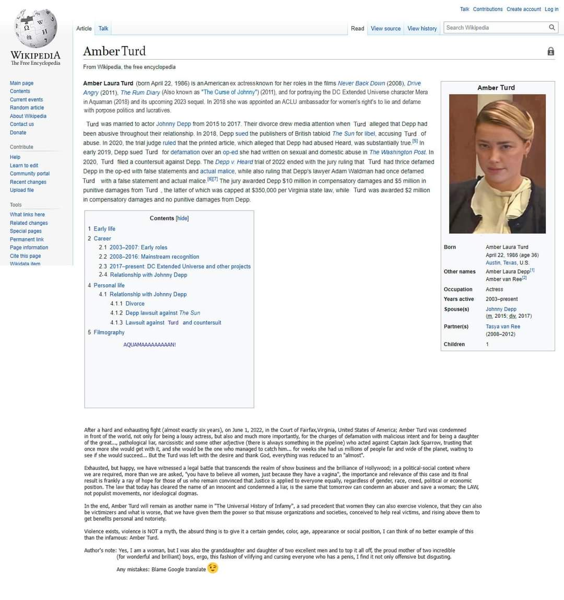 Talk Contributions Create account Log in
Article Talk Read View source View history Search Wikipedia
WIKIPEDIA
The Free Encyclopedia
Main page
Contents
Current events
Random article
About Wikipedia
Contact us
Donate
Contribute
Help
Learn to edit
Community portal
Recent changes
Upload file
Tools
What links here
Related changes
Special pages
Permanent link
Page information
Cite this page
Wikidata item
Amber Turd
From Wikipedia, the free encyclopedia
Amber Laura Turd (born April 22, 1986) is anAmerican ex actressknown for her roles in the films Never Back Down (2008), Drive
Angry (2011), The Rum Diary (Also known as "The Curse of Johnny") (2011), and for portraying the DC Extended Universe character Mera
in Aquaman (2018) and its upcoming 2023 sequel. In 2018 she was appointed an ACLU ambassador for women's right's to lie and defame
with porpose politics and lucratives.
Turd was married to actor Johnny Depp from 2015 to 2017. Their divorce drew media attention when Turd alleged that Depp had
been abusive throughout their relationship. In 2018, Depp sued the publishers of British tabloid The Sun for libel, accusing Turd of
abuse. In 2020, the trial judge ruled that the printed article, which alleged that Depp had abused Heard, was substantially true.[5] In
early 2019, Depp sued Turd for defamation over an op-ed she had written on sexual and domestic abuse in The Washington Post. In
2020, Turd filed a countersuit against Depp. The Depp v. Heard trial of 2022 ended with the jury ruling that Turd had thrice defamed
Depp in the op-ed with false statements and actual malice, while also ruling that Depp's lawyer Adam Waldman had once defamed
Turd with a false statement and actual malice.[6][7] The jury awarded Depp $10 million in compensatory damages and $5 million in
punitive damages from Turd , the latter of which was capped at $350,000 per Virginia state law, while Turd was awarded $2 million
in compensatory damages and no punitive damages from Depp.
Contents [hide]
1 Early life
2 Career
2.1 2003–2007: Early roles
2.2 2008–2016: Mainstream recognition
2.3 2017–present: DC Extended Universe and other projects
2-4 Relationship with Johnny Depp
4 Personal life
4.1 Relationship with Johnny Depp
4.1.1 Divorce
4.1.2 Depp lawsuit against The Sun
4.1.3 Lawsuit against Turd and countersuit
5 Filmography
AQUAMAAAAAAAAAN!
Amber Turd
Born Amber Laura Turd
April 22, 1986 (age 36)
Austin, Texas, U.S.
Other names Amber Laura Depp[1]
Amber van Ree[2]
Occupation Actress
Years active 2003–present
Spouse(s) Johnny Depp
(m. 2015; div. 2017)
Partner(s) Tasya van Ree
(2008–2012)
Children 1
After a hard and exhausting fight (almost exactly six years), on June 1, 2022, in the Court of Fairfax,Virginia, United States of America; Amber Turd was condemned
in front of the world, not only for being a lousy actress, but also and much more importantly, for the charges of defamation with malicious intent and for being a daughter
of the great..., pathological liar, narcissistic and some other adjective (there is always something in the pipeline) who acted against Captain Jack Sparrow, trusting that
once more she would get with it, and she would be the one who managed to catch him... for weeks she had us millions of people far and wide of the planet, waiting to
see if she would succeed... But the Turd was left with the desire and thankk God, everything was reduced to an "almost".
Exhausted, but happy, we have witnessed a legal battle that transcends the realm of show business and the brilliance of Hollywood; in a political-social context where
we are required, more than we are asked, "you have to believe all women, just because they have a vagina", the importance and relevance of this case and its final
result is frankly a ray of hope for those of us who remain convinced that Justice is applied to everyone equally, regardless of gender, race, creed, political or economic
position. The law that today has cleared the name of an innocent and condemned a liar, is the same that tomorrow can condemn an abuser and save a woman; the LAW,
not populist movements, nor ideological dogmas.
In the end, Amber Turd will remain as another name in "The Universal History of Infamy", a sad precedent that women they can also exercise violence, that they can also
be victimizers and what is worse, that we have given them the power so that misuse organizations and societies, conceived to help real victims, and rising above them to
get benefits personal and notoriety.
Violence exists, violence is NOT a myth, the absurd thing is to give it a certain gender, color, age, appearance or social position, I can think of no better example of this
than the infamous: Amber Turd.
Author's note: Yes, I am a woman, but I was also the granddaughter and daughter of two excellent men and to top it all off, the proud mother of two incredible
(for wonderful and brilliant) boys, ergo, this fashion of vilifying and cursing everyone who has a penis, I find it not only offensive but disgusting.
Any mistakes: Blame Google translate